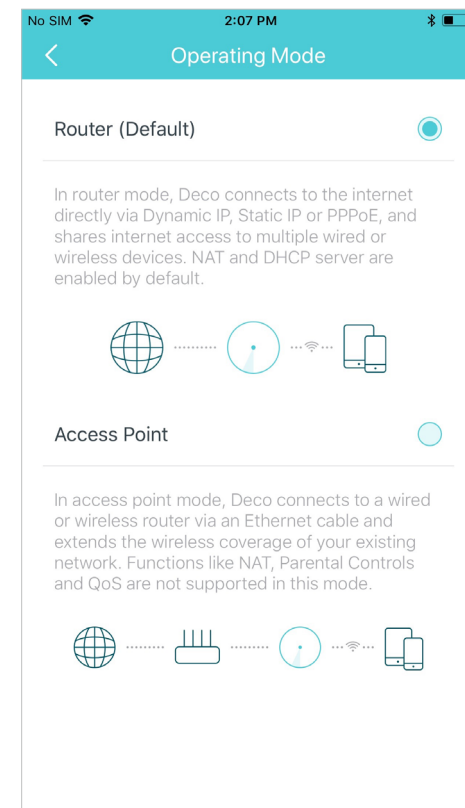 No SIM 2:07 PM
Operating Mode
Router (Default)
In router mode, Deco connects to the internet
directly via Dynamic IP, Static IP or PPPoE, and
shares internet access to multiple wired or
wireless devices. NAT and DHCP server are
enabled by default.
Access Point
In access point mode, Deco connects to a wired
or wireless router via an Ethernet cable and
extends the wireless coverage of your existing
network. Functions like NAT, Parental Controls
and QoS are not supported in this mode.